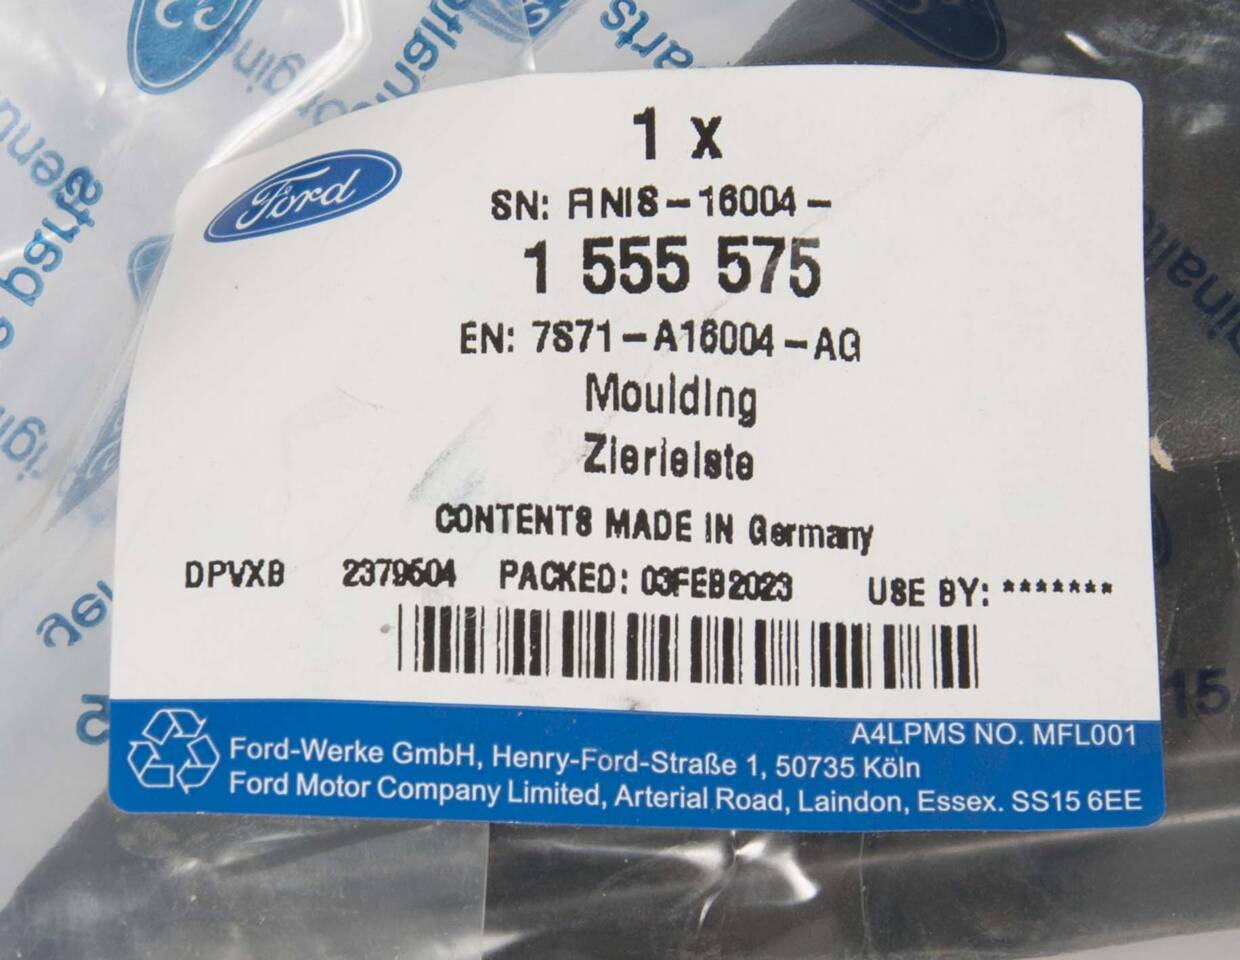 Ford
1 x
SN: FINIS-16004-
1 555 575
EN: 7S71-A16004-AG
Moulding
Zierleiste
CONTENTS MADE IN Germany
DPVXB 2379504 PACKED: 03FEB2023 USE BY: *******
A4LPMS NO. MFL001
Ford-Werke GmbH, Henry-Ford-Straße 1, 50735 Köln
Ford Motor Company Limited, Arterial Road, Laindon, Essex. SS15 6EE
parts